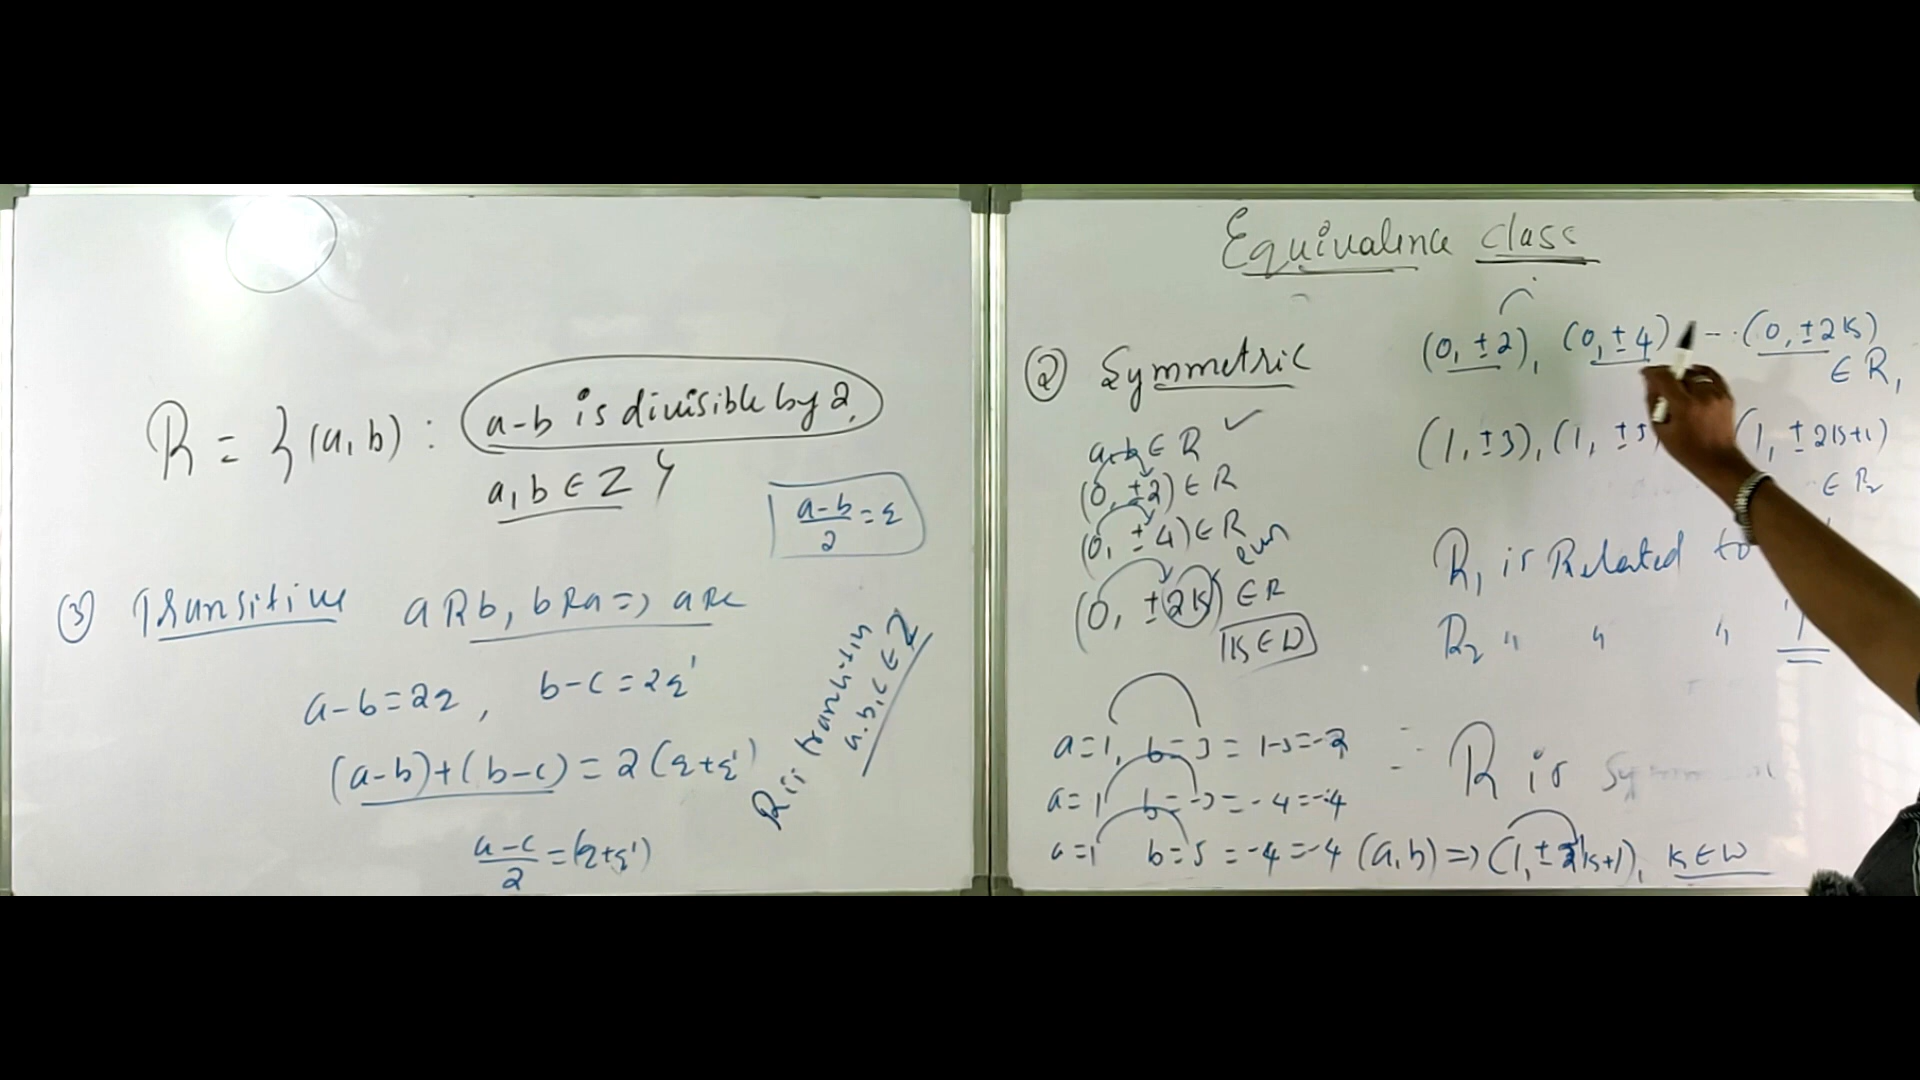 R = {(a,b) : a-b is divisible by 2,
a,b ∈ Z }
a-b/2 = q
③ Transitive aRb, bRa => aRc
a-b = 2q, b-c = 2q'
(a-b)+(b-c) = 2(q+q')
a-c/2 = (q+q')
R is transitiv
a.b,c ∈ Z
Equivalence class
② Symmetric
a,b ∈ R ✓
(0, ±2) ∈ R
(0, ±4) ∈ R
even
(0, ±2k) ∈ R
k ∈ W
a=1, b=3 = 1-3=-2
a=1 b=-3 = -4=-4
a=1 b=5 = -4=-4 (a,b) => (1, ±2k+1), k ∈ W
(0, ±2), (0, ±4) --- (0, ±2k)
∈ R₁
(1, ±3), (1, ±5 (1, ±2k+1)
∈ R₂
R₁ is Related to
R₂ " " " 1
R is Symm